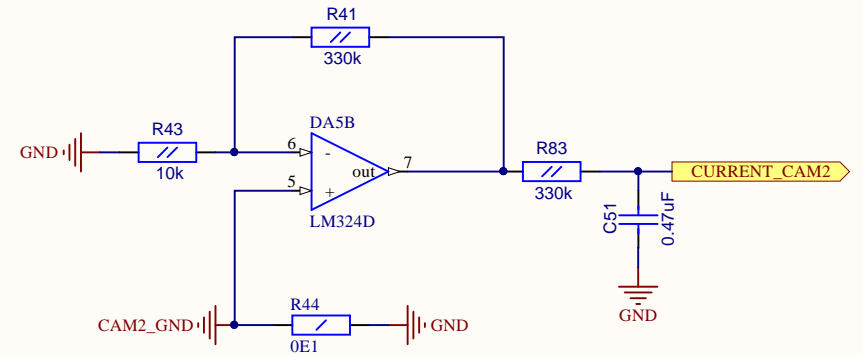 R41
330k
DA5B
R43
6
-
7
R83
GND
out
CURRENT_CAM2
10k
5
+
330k
C51
0.47uF
LM324D
R44
CAM2_GND
GND
GND
0E1